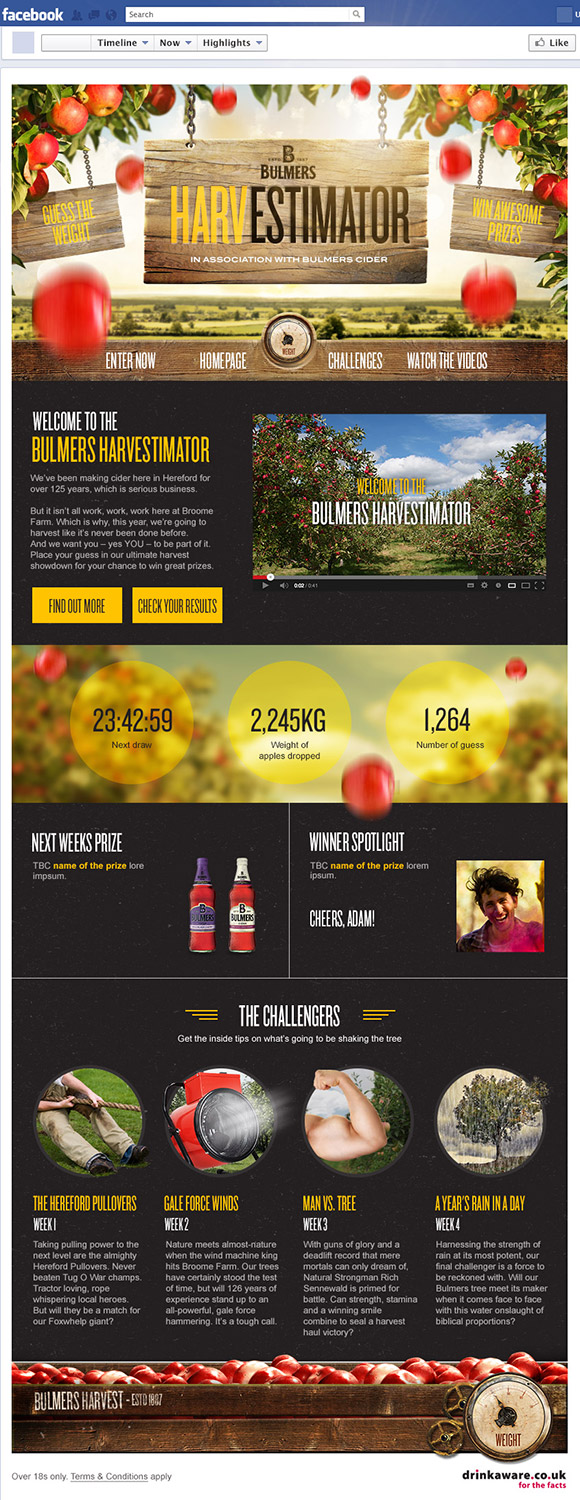 facebook
Search
Timeline
Now
Highlights
Like
GUESS THE
WEIGHT
B
ESTD 1887
BULMERS
HARVESTIMATOR
IN ASSOCIATION WITH BULMERS CIDER
WIN AWESOME
PRIZES
ENTER NOW
HOMEPAGE
WEIGHT
CHALLENGES
WATCH THE VIDEOS
WELCOME TO THE
BULMERS HARVESTIMATOR
We've been making cider here in Hereford for
over 125 years, which is serious business.
But it isn't all work, work, work here at Broome
Farm. Which is why, this year, we're going to
harvest like it's never been done before.
And we want you – yes YOU – to be part of it.
Place your guess in our ultimate harvest
showdown for your chance to win great prizes.
FIND OUT MORE
CHECK YOUR RESULTS
WELCOME TO THE
BULMERS HARVESTIMATOR
0:02 / 0:41
23:42:59
Next draw
2,245KG
Weight of
apples dropped
1,264
Number of guess
NEXT WEEKS PRIZE
TBC name of the prize lore
impsum.
B
BULMERS
B
BULMERS
WINNER SPOTLIGHT
TBC name of the prize lorem
ipsum.
CHEERS, ADAM!
THE CHALLENGERS
Get the inside tips on what's going to be shaking the tree
THE HEREFORD PULLOVERS
WEEK 1
Taking pulling power to the
next level are the almighty
Hereford Pullovers. Never
beaten Tug O War champs.
Tractor loving, rope
whispering local heroes.
But will they be a match for
our Foxwhelp giant?
GALE FORCE WINDS
WEEK 2
Nature meets almost-nature
when the wind machine king
hits Broome Farm. Our trees
have certainly stood the test
of time, but will 126 years of
experience stand up to an
all-powerful, gale force
hammering. It's a tough call.
MAN VS. TREE
WEEK 3
With guns of glory and a
deadlift record that mere
mortals can only dream of,
Natural Strongman Rich
Sennewald is primed for
battle. Can strength, stamina
and a winning smile
combine to seal a harvest
haul victory?
A YEAR'S RAIN IN A DAY
WEEK 4
Harnessing the strength of
rain at its most potent, our
final challenger is a force to
be reckoned with. Will our
Bulmers tree meet its maker
when it comes face to face
with this water onslaught of
biblical proportions?
BULMERS HARVEST - ESTD 1887
WEIGHT
Over 18s only. Terms & Conditions apply
drinkaware.co.uk
for the facts